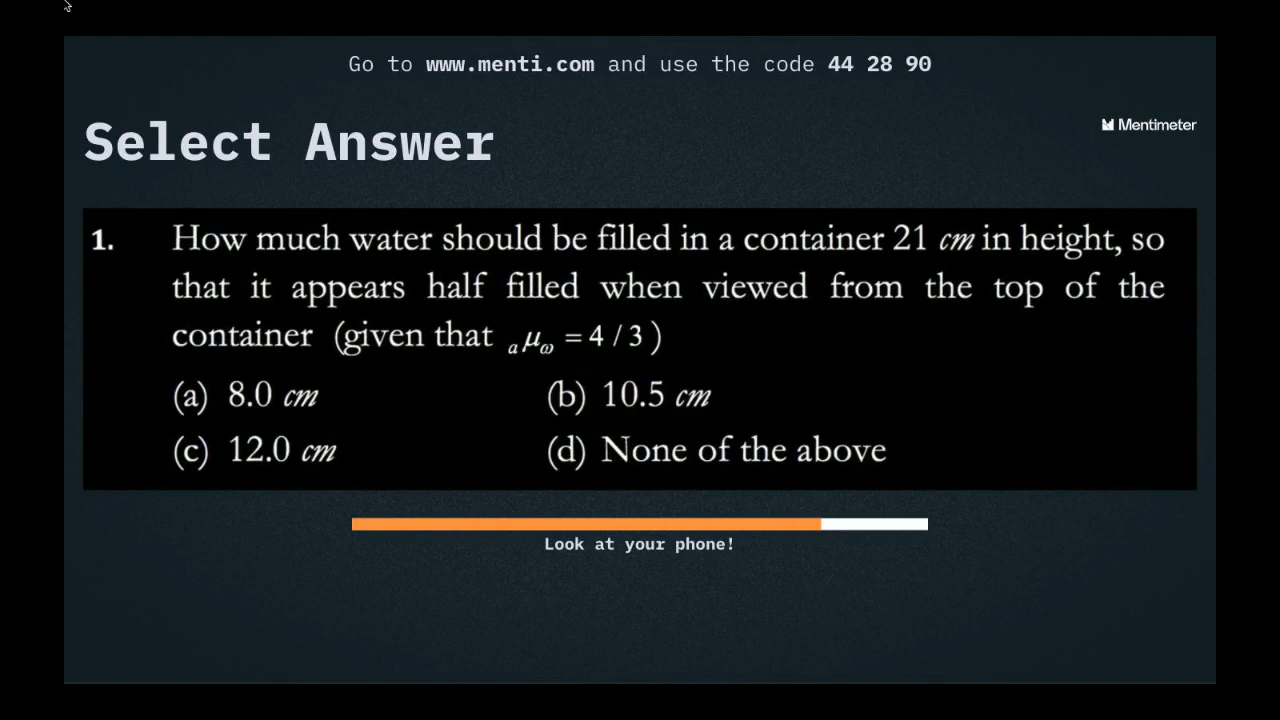 Go to www.menti.com and use the code 44 28 90
Select Answer
Mentimeter
1. How much water should be filled in a container 21 cm in height, so
that it appears half filled when viewed from the top of the
container (given that ₐμ_ω = 4 / 3 )
(a) 8.0 cm (b) 10.5 cm
(c) 12.0 cm (d) None of the above
Look at your phone!